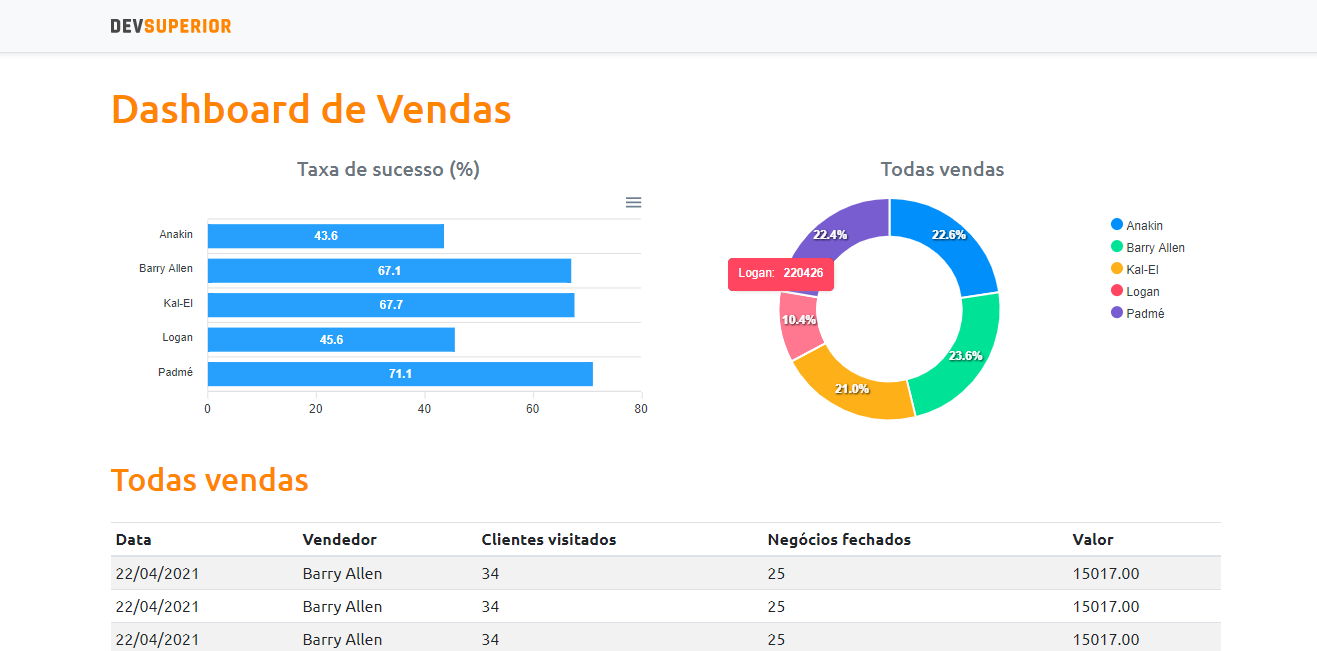 DEVSUPERIOR
Dashboard de Vendas
Taxa de sucesso (%)
Anakin 43.6
Barry Allen 67.1
Kal-El 67.7
Logan 45.6
Padmé 71.1
0 20 40 60 80
Todas vendas
22.4% 22.6%
Logan: 220426
10.4%
23.6%
21.0%
Anakin
Barry Allen
Kal-El
Logan
Padmé
Todas vendas
Data Vendedor Clientes visitados Negócios fechados Valor
22/04/2021 Barry Allen 34 25 15017.00
22/04/2021 Barry Allen 34 25 15017.00
22/04/2021 Barry Allen 34 25 15017.00